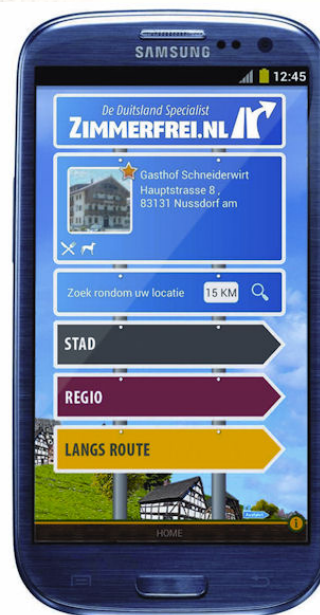 SAMSUNG
12:45
De Duitsland Specialist
ZIMMERFREI.NL
Gasthof Schneiderwirt
Hauptstrasse 8 ,
83131 Nussdorf am
Zoek rondom uw locatie 15 KM
STAD
REGIO
LANGS ROUTE
HOME